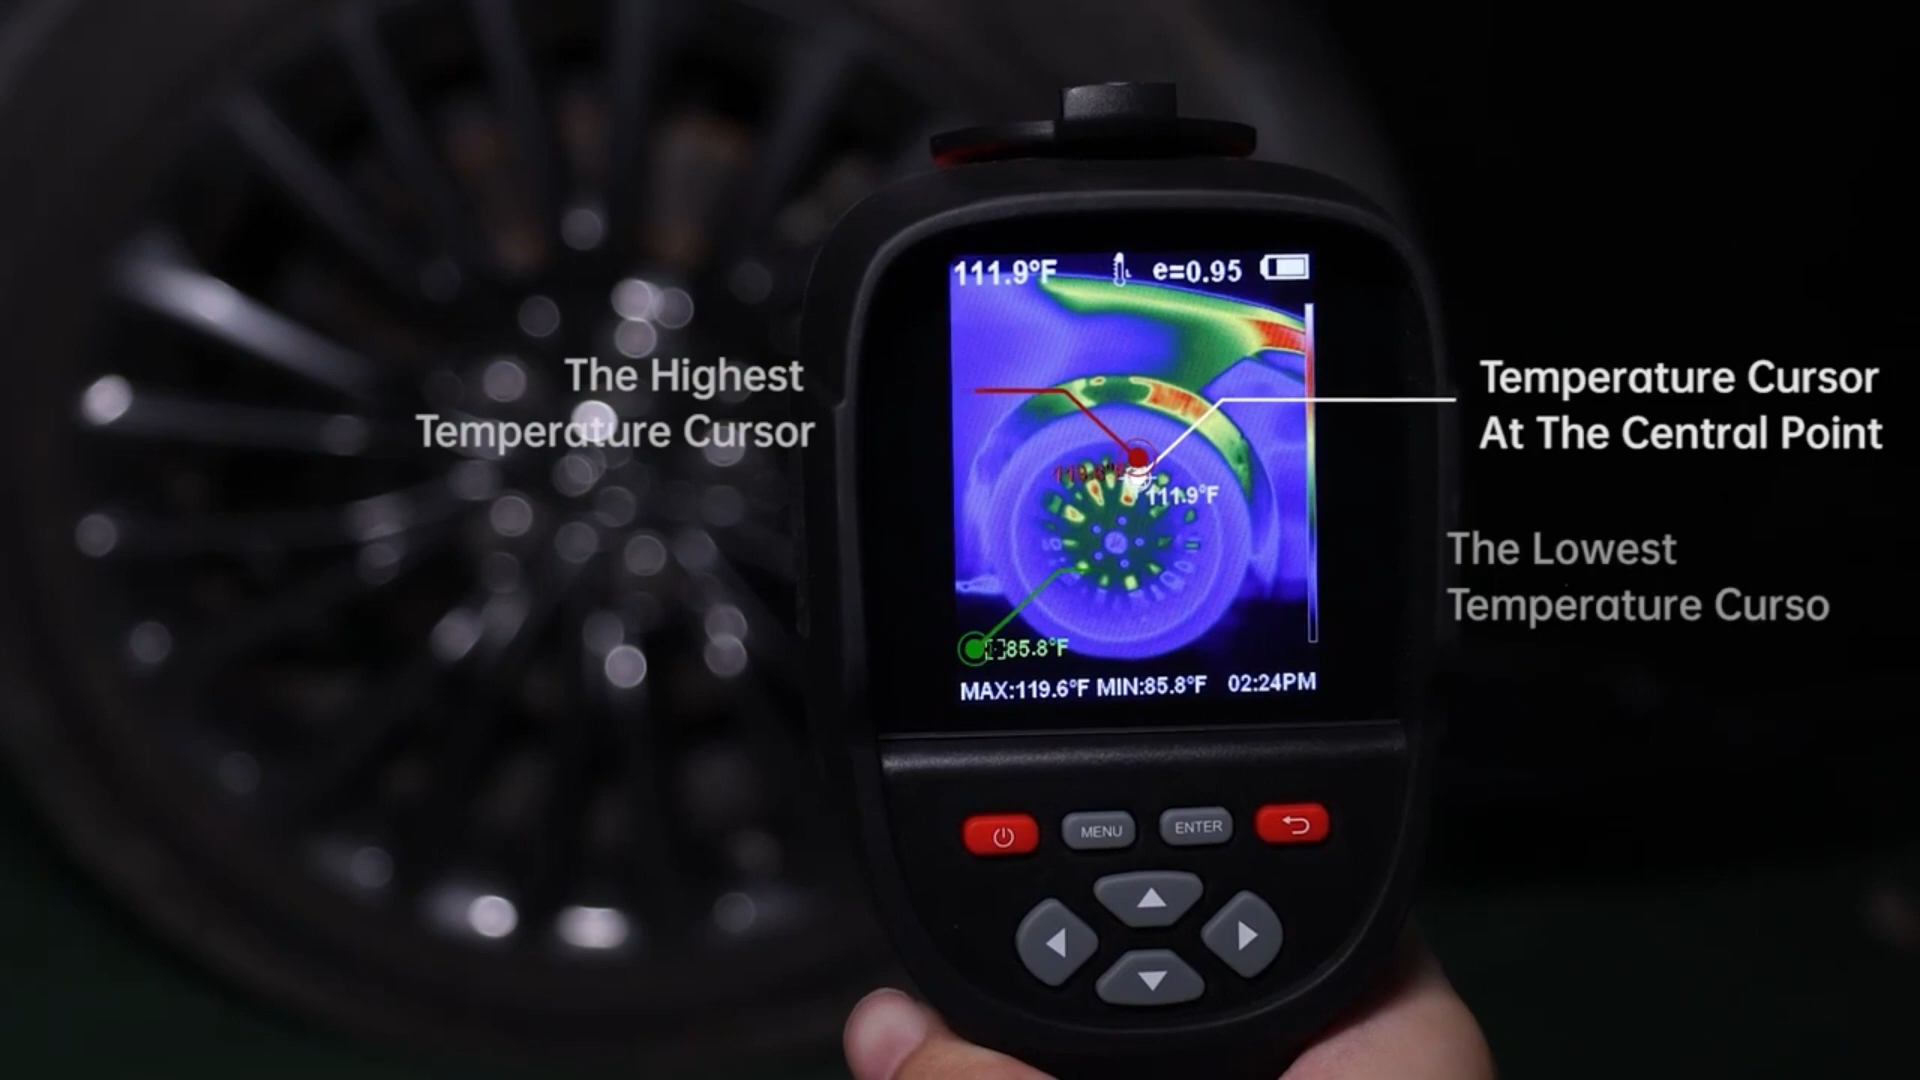 111.9°F e=0.95
The Highest
Temperature Cursor
Temperature Cursor
At The Central Point
111.9°F
The Lowest
Temperature Curso
85.8°F
MAX:119.6°F MIN:85.8°F 02:24PM
MENU ENTER